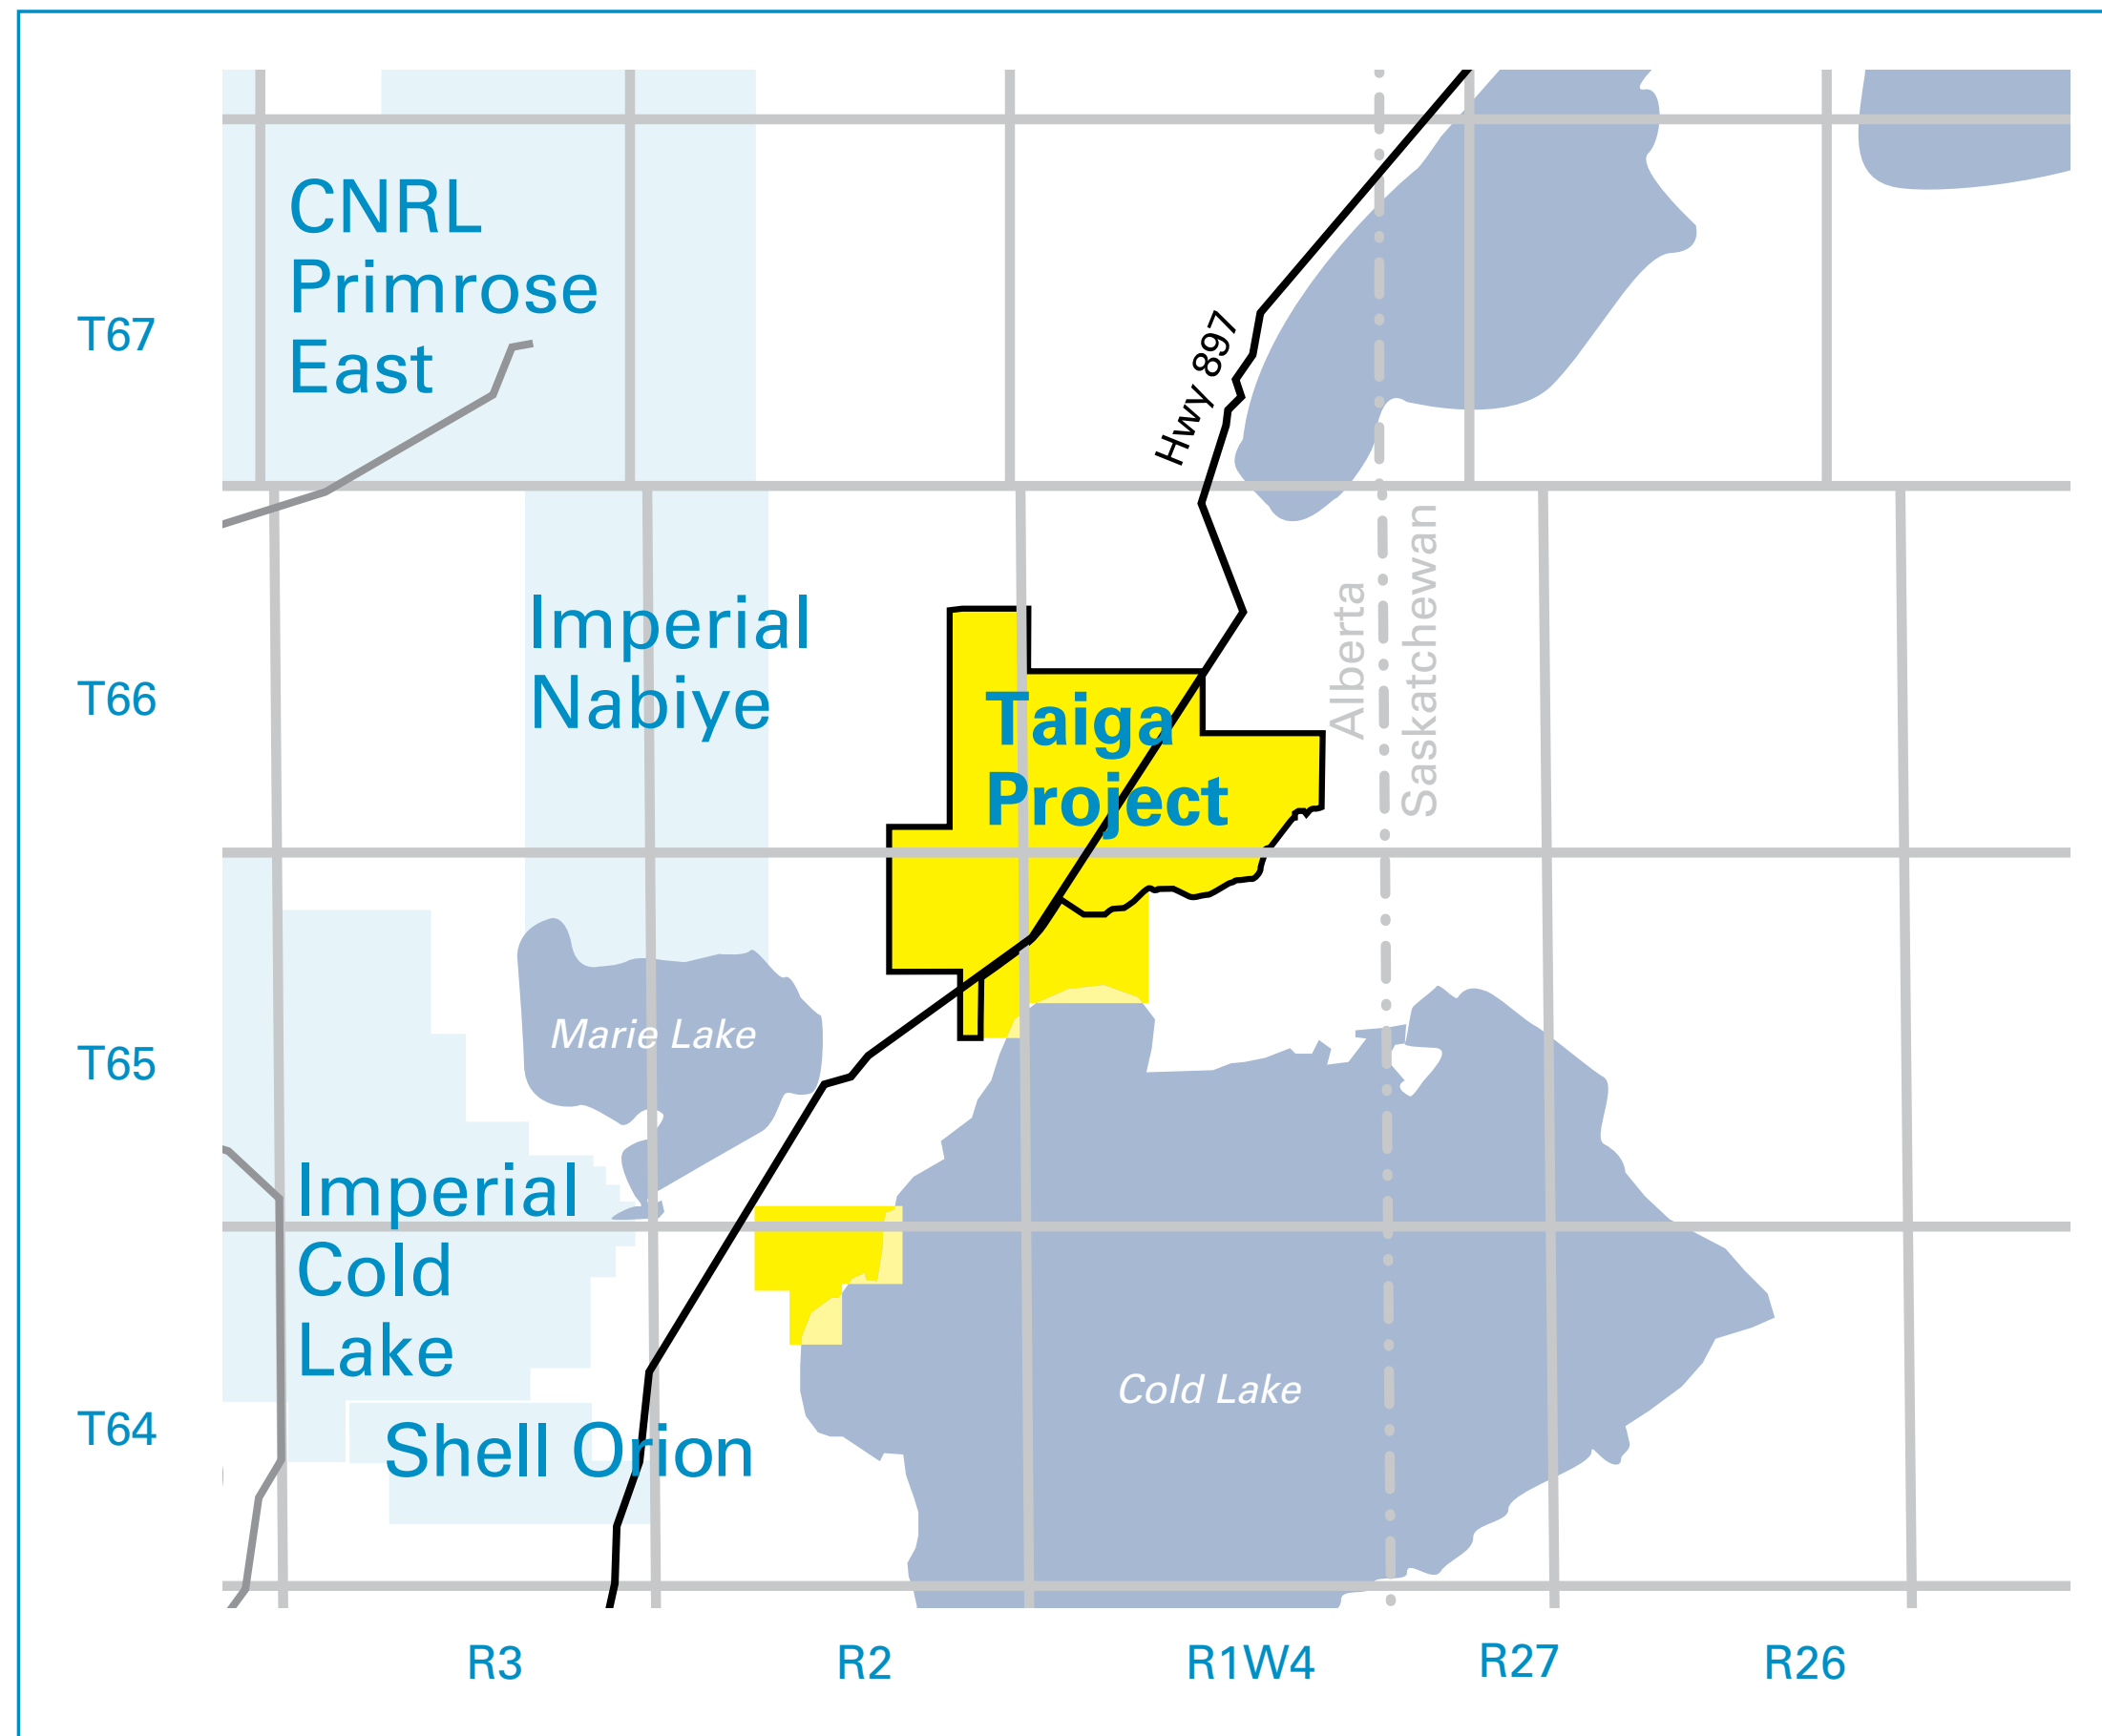 CNRL
Primrose
East
T67
Hwy 897
Alberta
Saskatchewan
Imperial
Nabiye
T66
Taiga
Project
Marie Lake
T65
Imperial
Cold
Lake
Cold Lake
T64
Shell Orion
R3
R2
R1W4
R27
R26